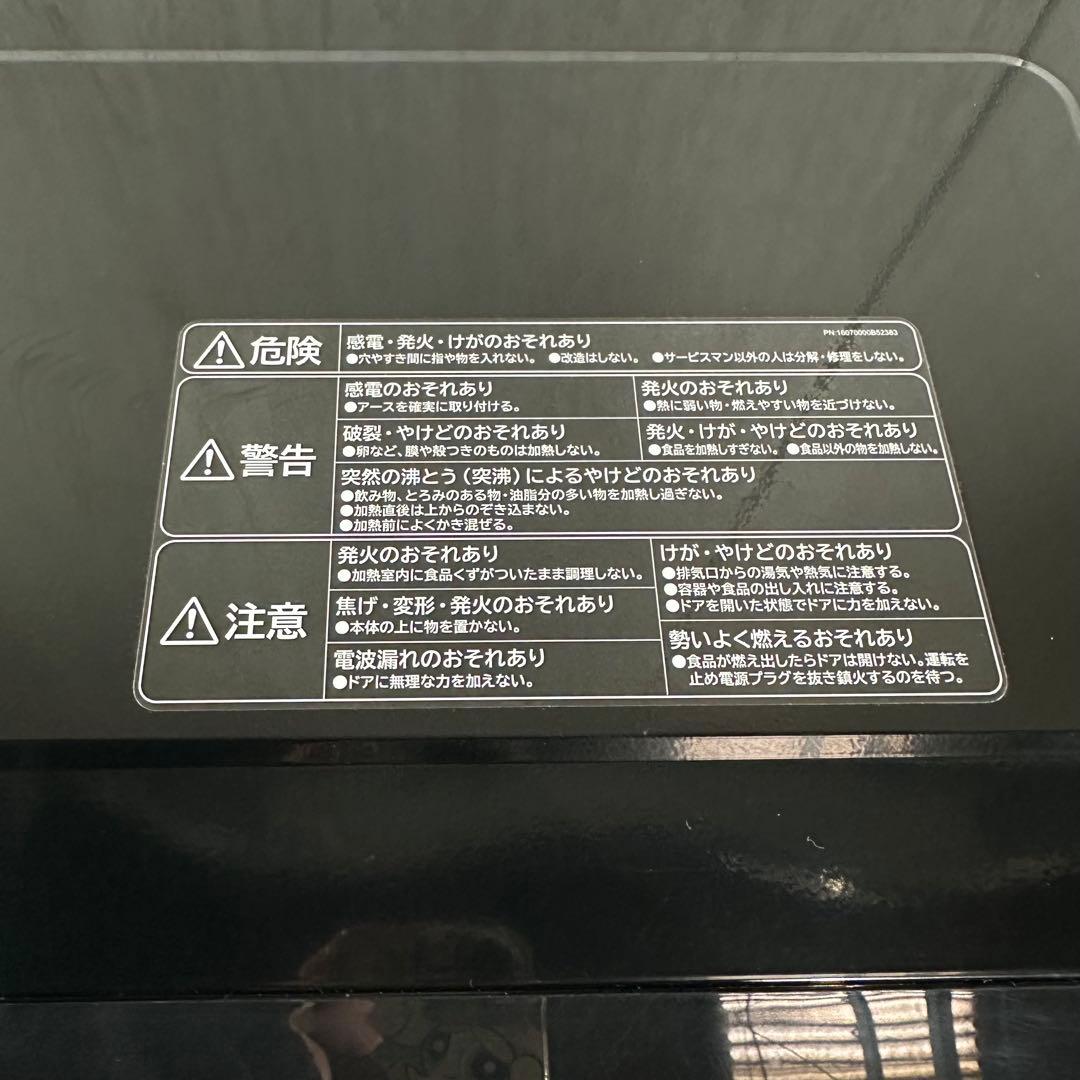 PN:16070000B52383
危険
感電・発火・けがのおそれあり
●穴やすき間に指や物を入れない。 ●改造はしない。 ●サービスマン以外の人は分解・修理をしない。
警告
感電のおそれあり
●アースを確実に取り付ける。
発火のおそれあり
●熱に弱い物・燃えやすい物を近づけない。
破裂・やけどのおそれあり
●卵など、膜や殻つきのものは加熱しない。
発火・けが・やけどのおそれあり
●食品を加熱しすぎない。 ●食品以外の物を加熱しない。
突然の沸とう(突沸)によるやけどのおそれあり
●飲み物、とろみのある物・油脂分の多い物を加熱し過ぎない。
●加熱直後は上からのぞき込まない。
●加熱前によくかき混ぜる。
注意
発火のおそれあり
●加熱室内に食品くずがついたまま調理しない。
焦げ・変形・発火のおそれあり
●本体の上に物を置かない。
電波漏れのおそれあり
●ドアに無理な力を加えない。
けが・やけどのおそれあり
●排気口からの湯気や熱気に注意する。
●容器や食品の出し入れに注意する。
●ドアを開いた状態でドアに力を加えない。
勢いよく燃えるおそれあり
●食品が燃え出したらドアは開けない。運転を
止め電源プラグを抜き鎮火するのを待つ。